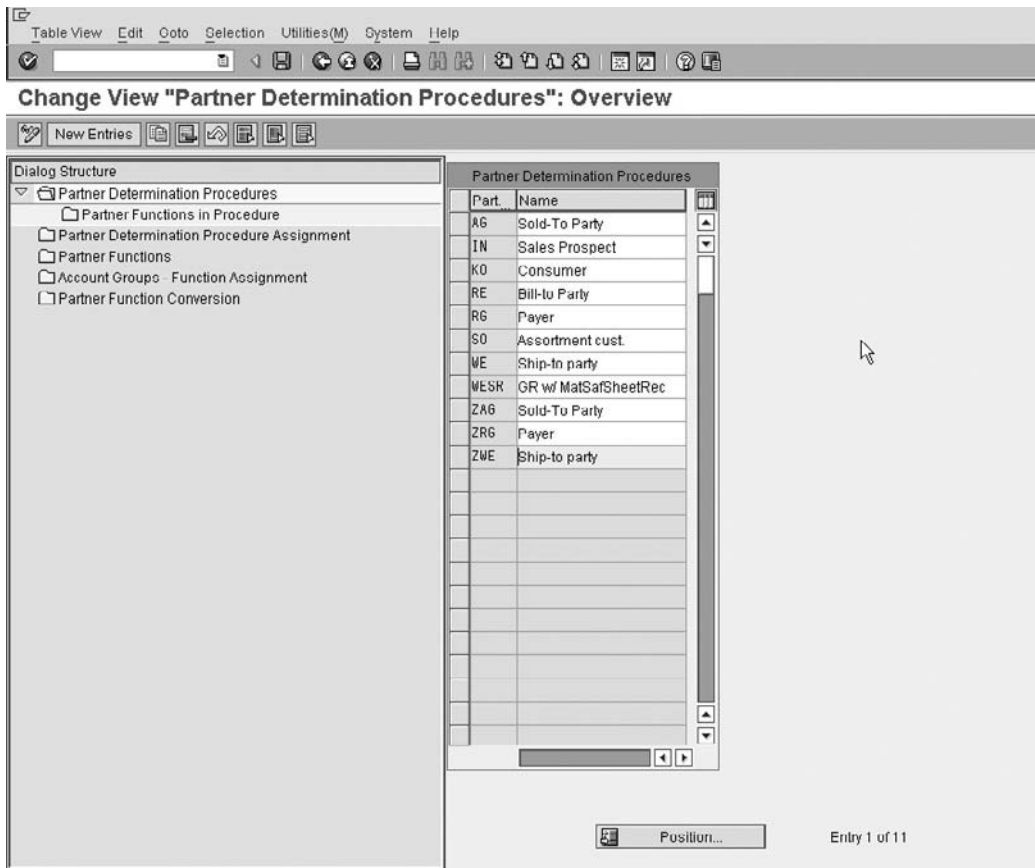 Table View Edit Goto Selection Utilities(M) System Help
Change View "Partner Determination Procedures": Overview
New Entries
Dialog Structure
Partner Determination Procedures
Partner Functions in Procedure
Partner Determination Procedure Assignment
Partner Functions
Account Groups - Function Assignment
Partner Function Conversion
Partner Determination Procedures
Part... Name
AG Sold-To Party
IN Sales Prospect
KO Consumer
RE Bill-to Party
RG Payer
SO Assortment cust.
WE Ship-to party
WESR GR w/ MatSafSheetRec
ZAG Sold-To Party
ZRG Payer
ZWE Ship-to party
Position...
Entry 1 of 11